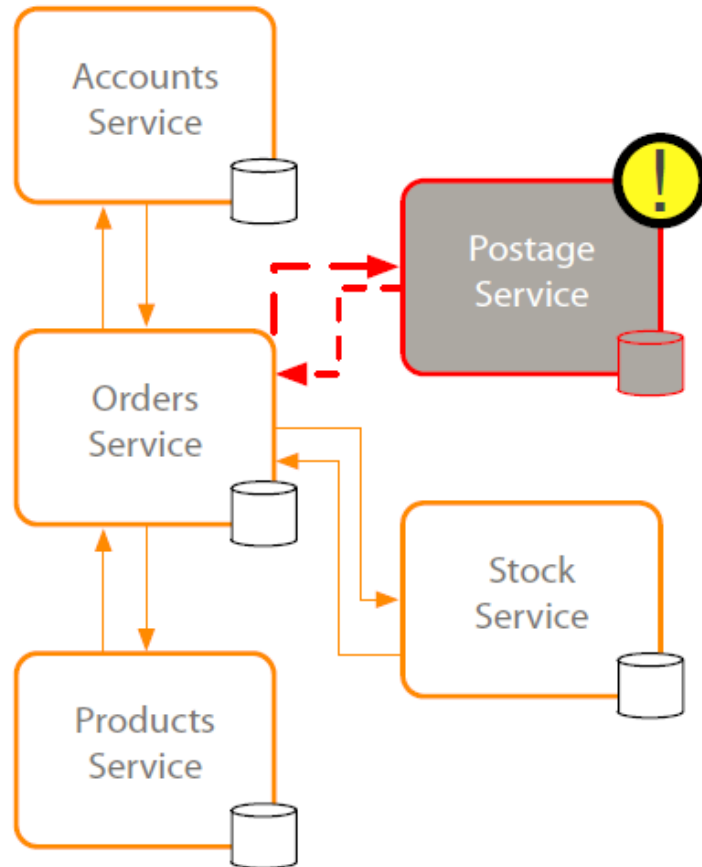 Accounts
Service
!
Postage
Service
Orders
Service
Stock
Service
Products
Service